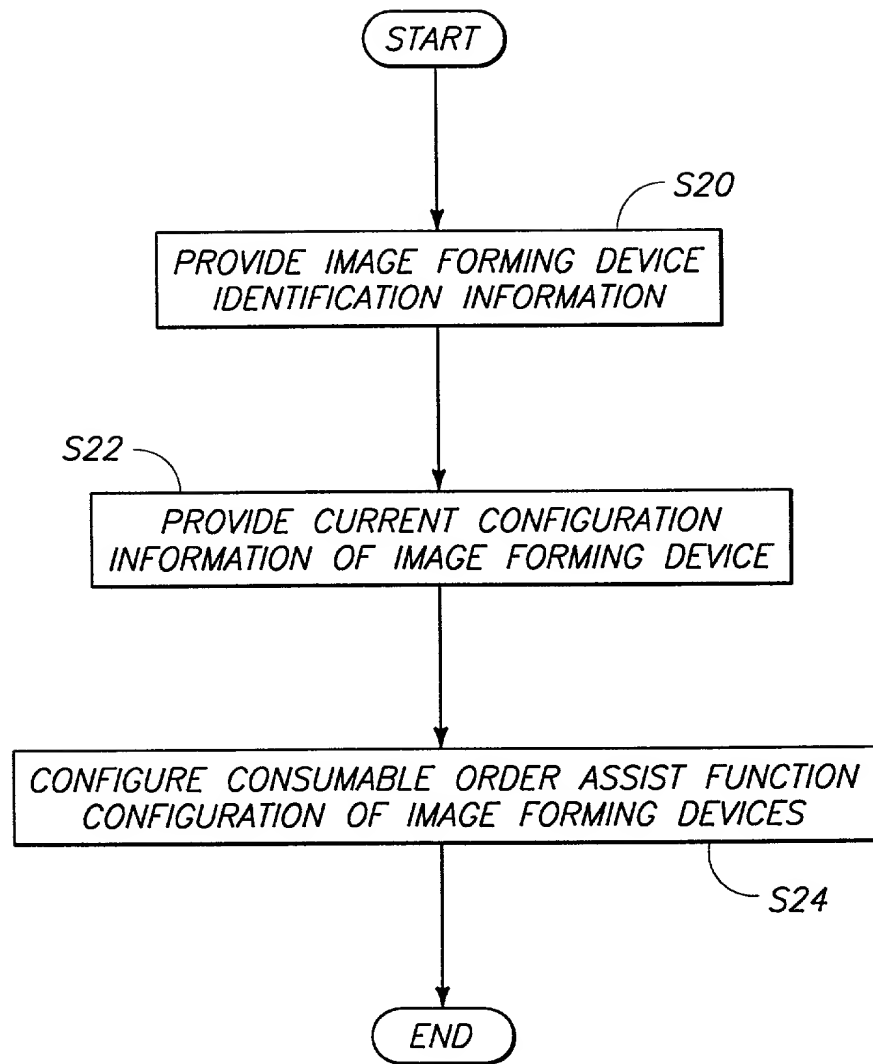 START
S20
PROVIDE IMAGE FORMING DEVICE
IDENTIFICATION INFORMATION
S22
PROVIDE CURRENT CONFIGURATION
INFORMATION OF IMAGE FORMING DEVICE
CONFIGURE CONSUMABLE ORDER ASSIST FUNCTION
CONFIGURATION OF IMAGE FORMING DEVICES
S24
END